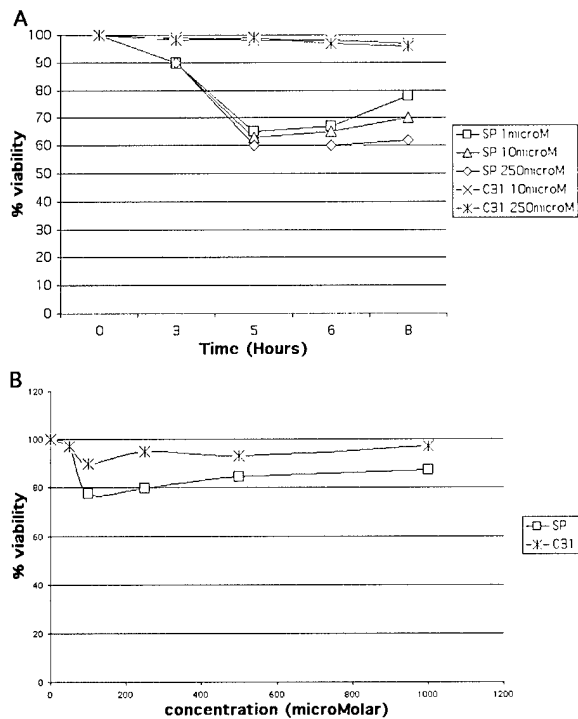 A
100
90
80
70
60
50
40
30
20
10
0
% viability
0 3 5 6 8
Time (Hours)
SP 1microM
SP 10microM
SP 250microM
C31 10microM
C31 250microM
B
120
100
80
60
40
20
0
% viability
0 200 400 600 800 1000 1200
concentration (microMolar)
SP
C31